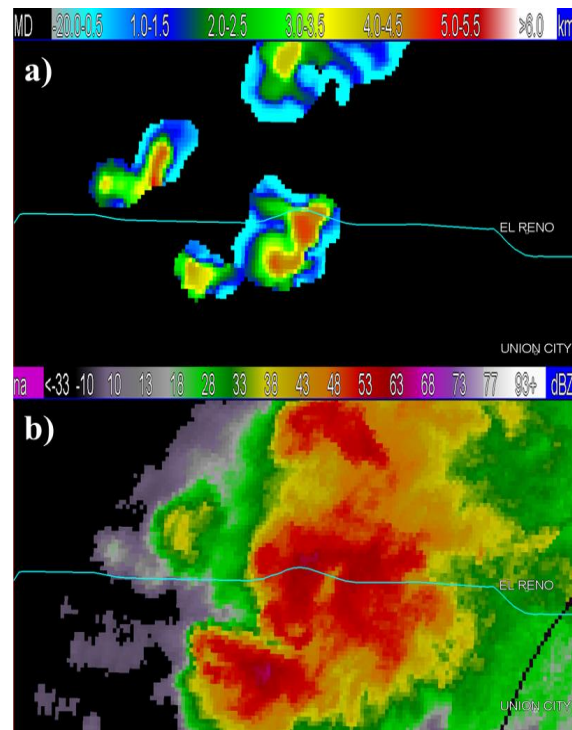 MD -20.0-0.5 1.0-1.5 2.0-2.5 3.0-3.5 4.0-4.5 5.0-5.5 >6.0 km
a)
EL RENO
UNION CITY
na <-33 -10 10 13 18 28 33 38 43 48 53 63 68 73 77 93+ dBZ
b)
EL RENO
UNION CITY